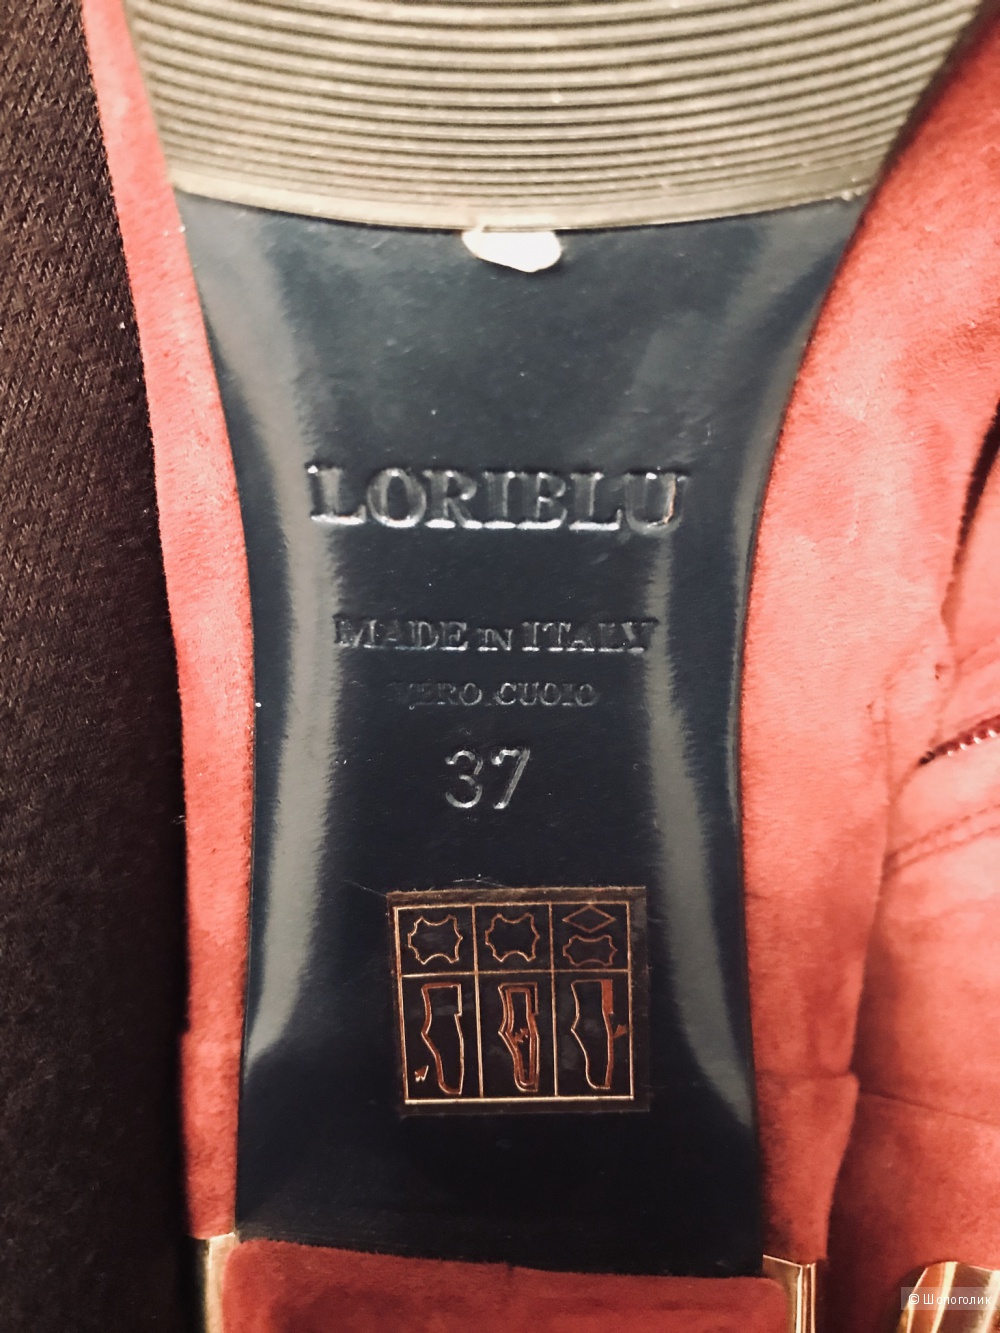 LORIBLU
MADE IN ITALY
VERO CUOIO
37
© Шопоголик